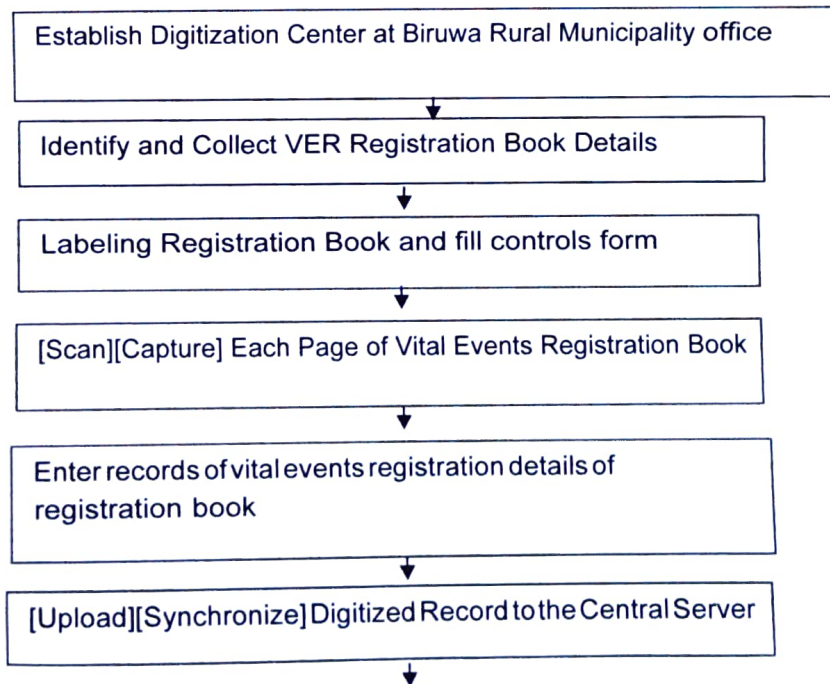 Establish Digitization Center at Biruwa Rural Municipality office
Identify and Collect VER Registration Book Details
Labeling Registration Book and fill controls form
[Scan][Capture] Each Page of Vital Events Registration Book
Enter records of vital events registration details of
registration book
[Upload][Synchronize] Digitized Record to the Central Server